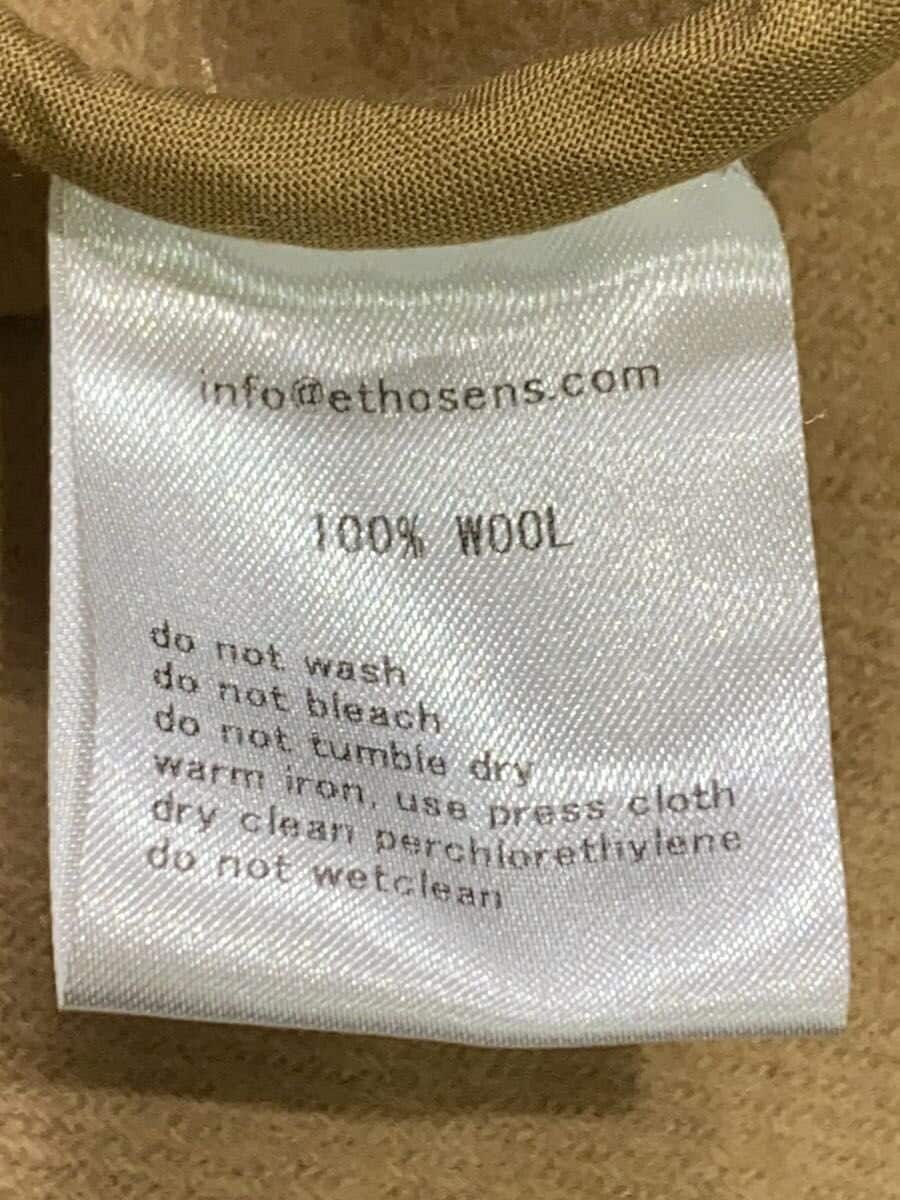 info@ethosens.com
100% WOOL
do not wash
do not bleach
do not tumble dry
warm iron, use press cloth
dry clean perchlorethylene
do not wetclean